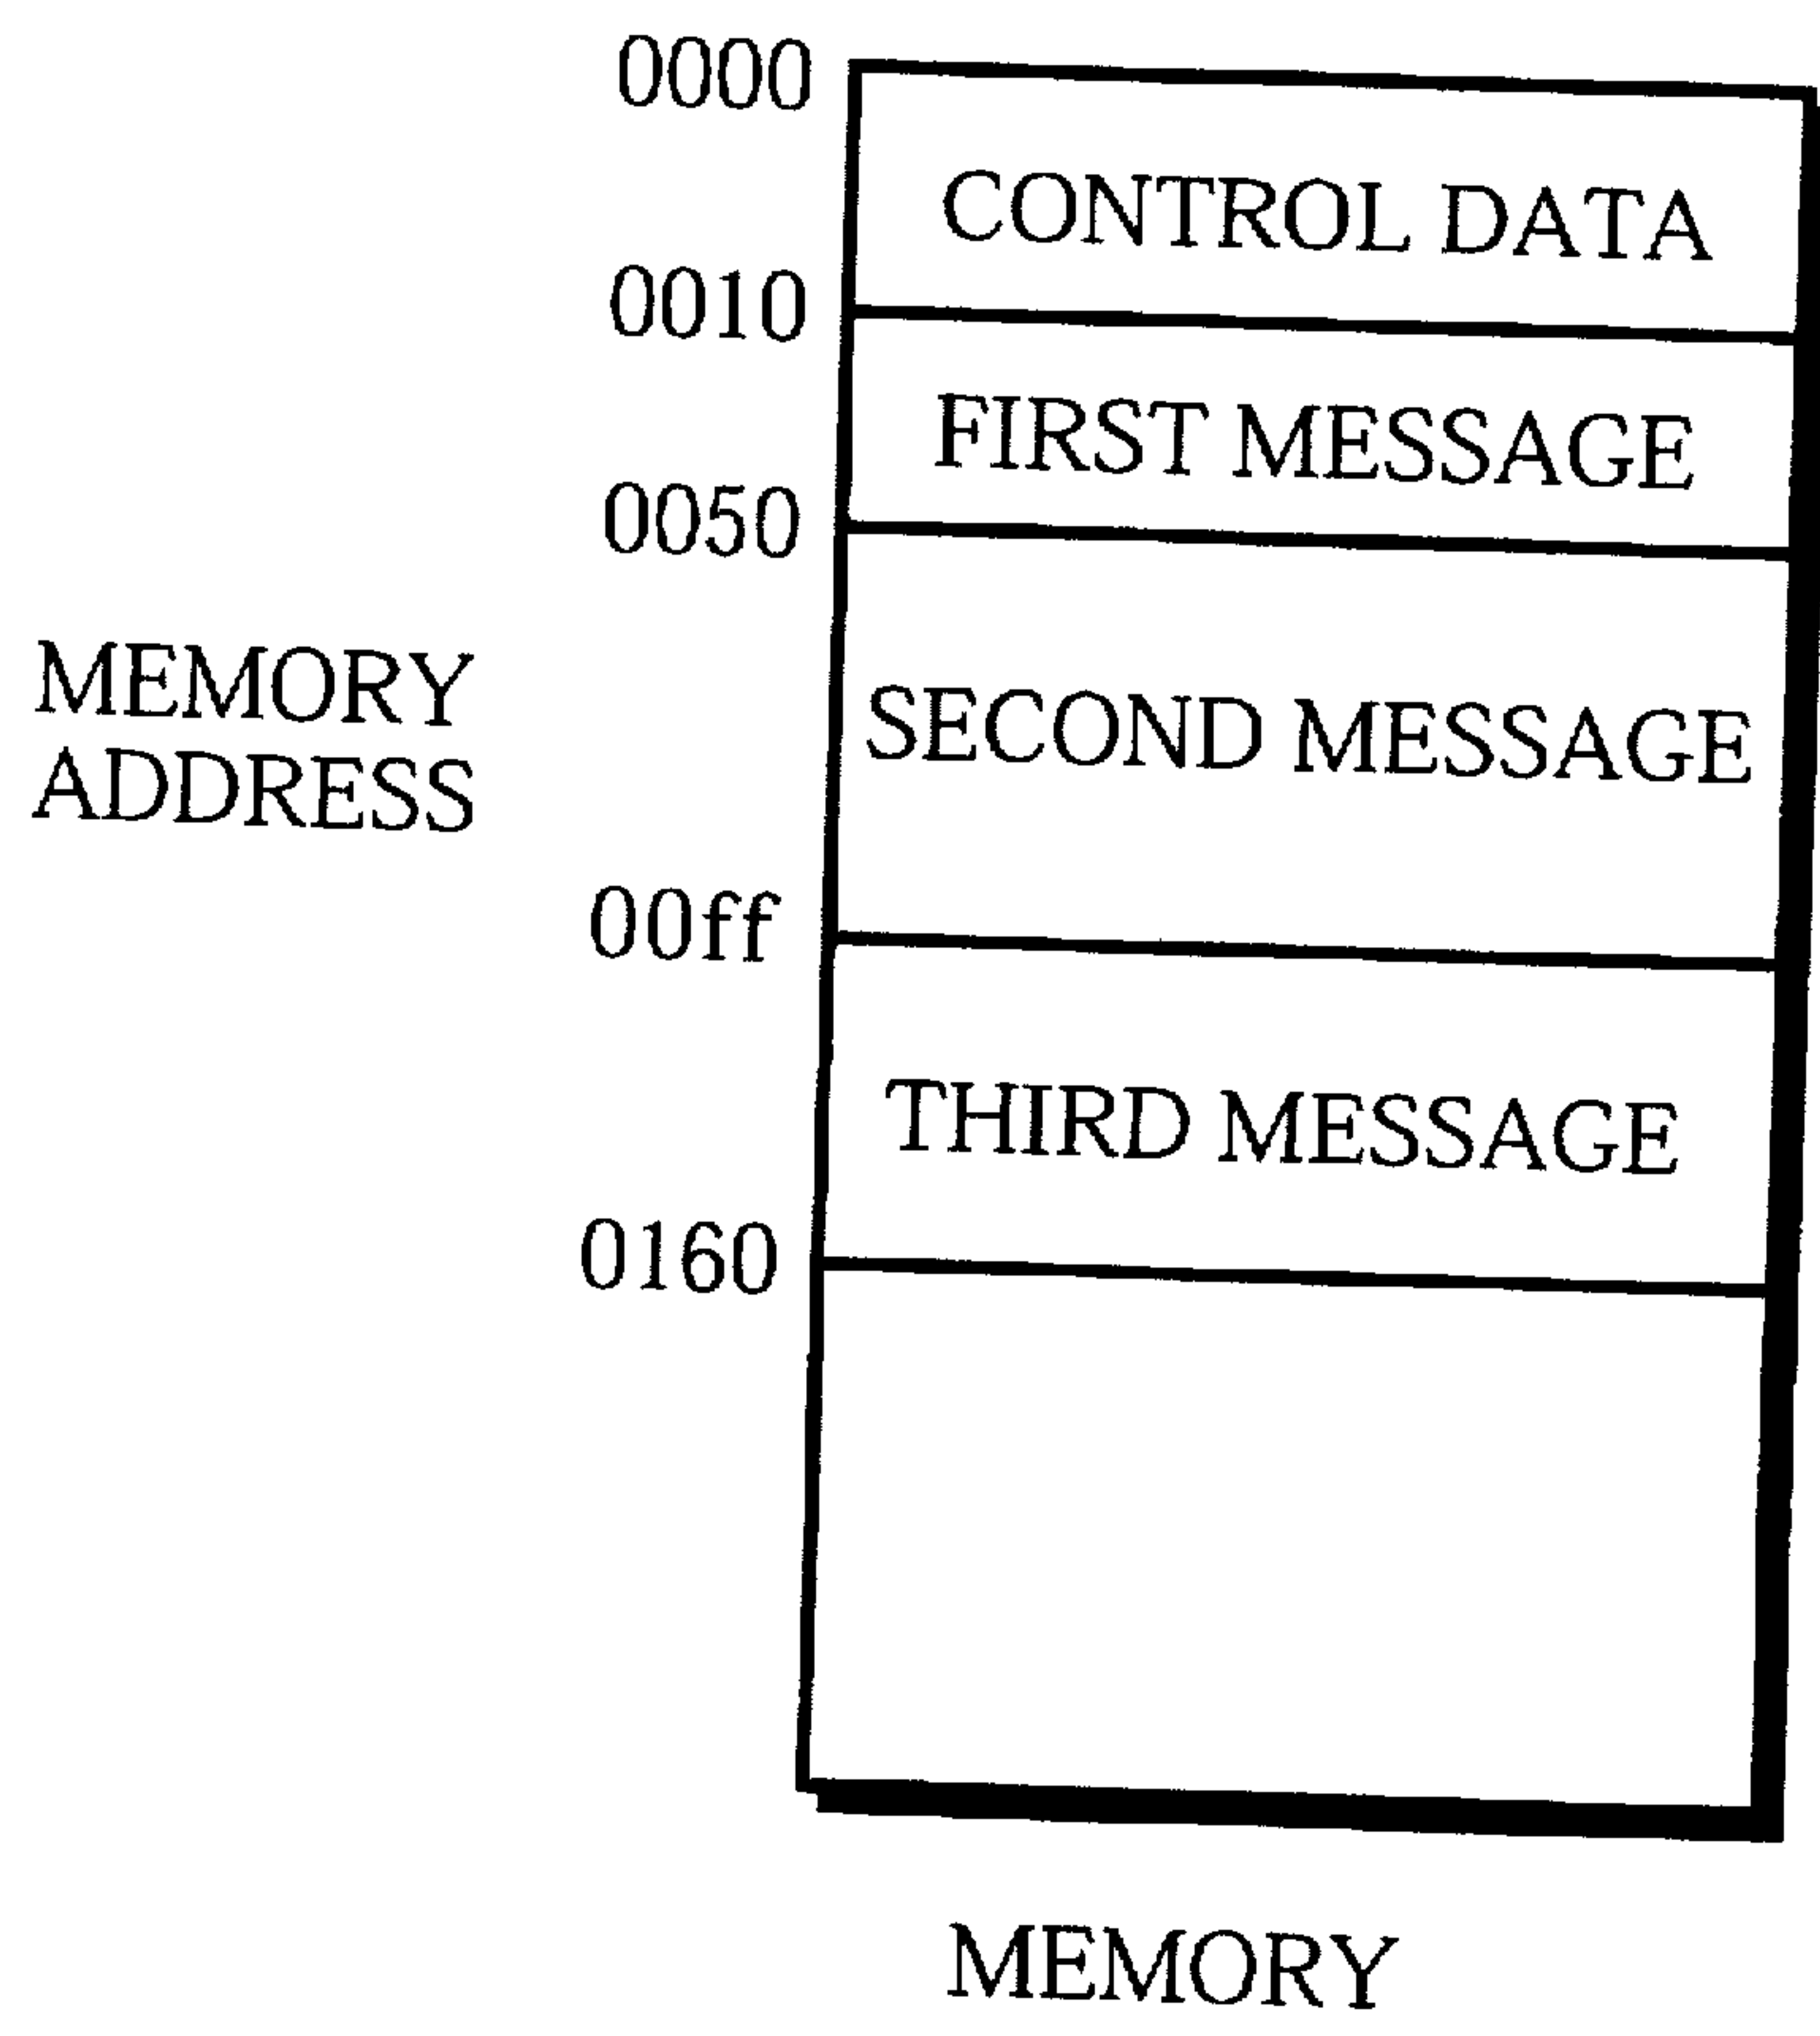 0000
CONTROL DATA
0010
FIRST MESSAGE
0050
MEMORY
ADDRESS
SECOND MESSAGE
00ff
THIRD MESSAGE
0160
MEMORY